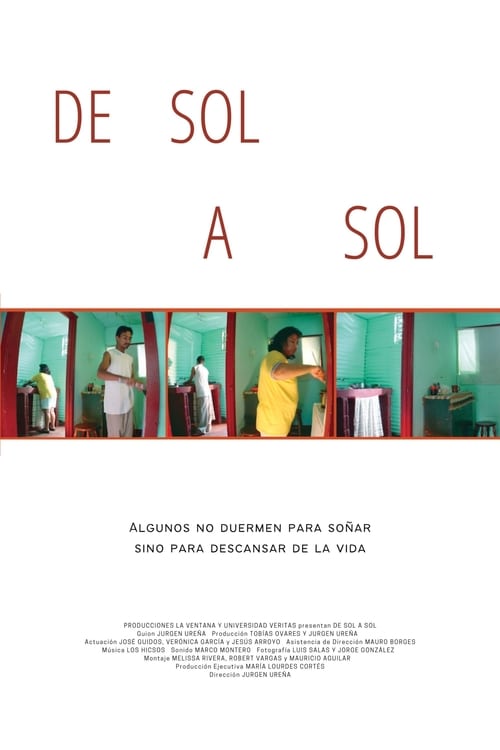 DE SOL
A SOL
ALGUNOS NO DUERMEN PARA SOÑAR
SINO PARA DESCANSAR DE LA VIDA
PRODUCCIONES LA VENTANA Y UNIVERSIDAD VERITAS presentan DE SOL A SOL
Guion JURGEN UREÑA Producción TOBÍAS OVARES Y JURGEN UREÑA
Actuación JOSE QUIDOS, VERÓNICA GARCÍA y JESÚS ARROYO Asistencia de Dirección MAURO BORGES
Música LOS HICSOS Sonido MARCO MONTERO Fotografía LUIS SALAS Y JORGE GONZÁLEZ
Montaje MELISSA RIVERA, ROBERT VARGAS y MAURICIO AGUILAR
Producción Ejecutiva MARÍA LOURDES CORTÉS
Dirección JURGEN UREÑA